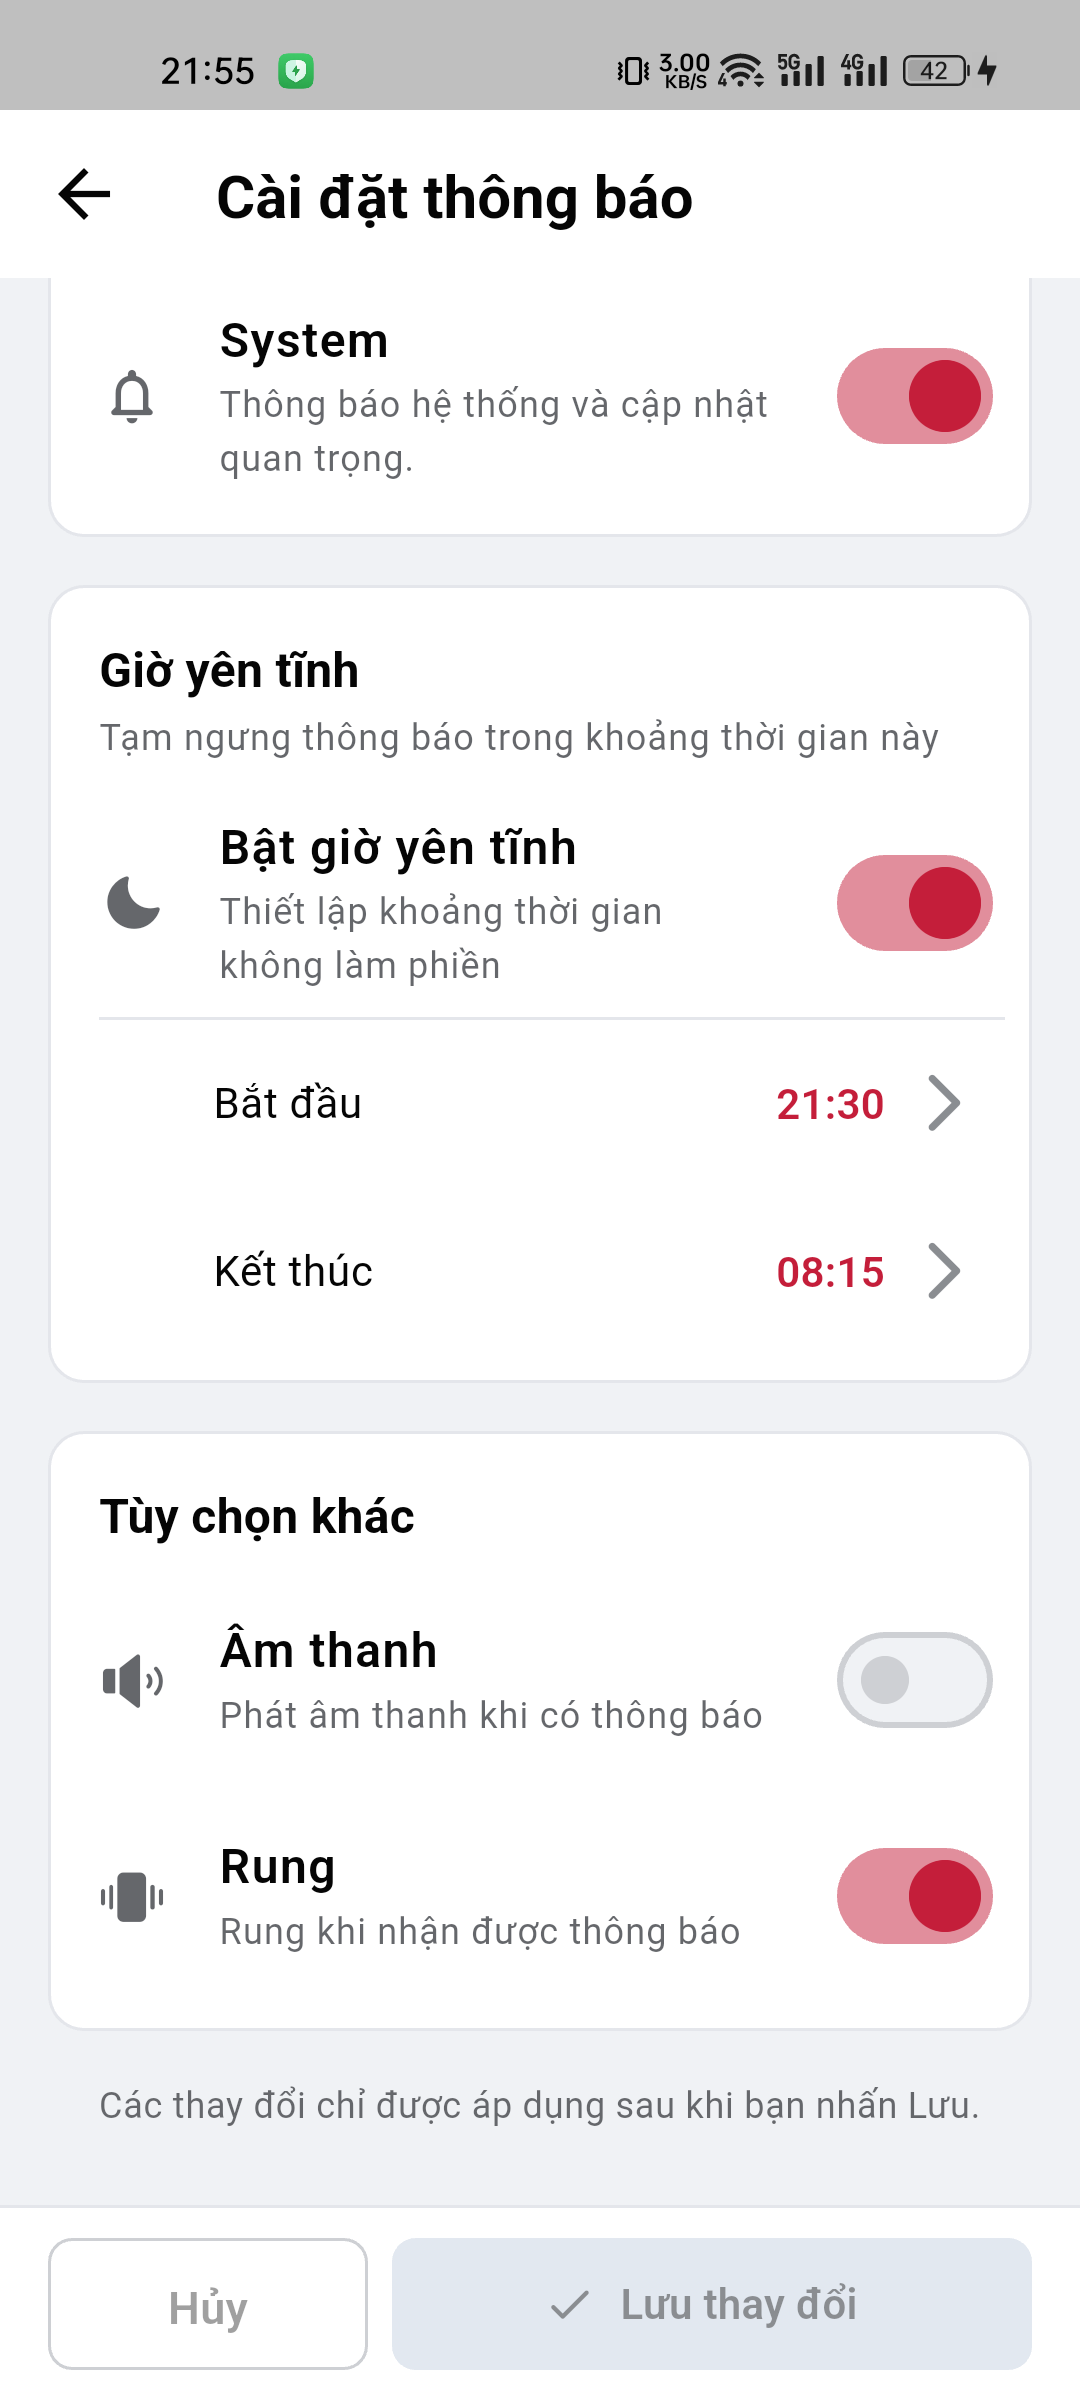 21:55
3.00
KB/S
4
5G
4G
42
Cài đặt thông báo
System
Thông báo hệ thống và cập nhật
quan trọng.
Giờ yên tĩnh
Tạm ngưng thông báo trong khoảng thời gian này
Bật giờ yên tĩnh
Thiết lập khoảng thời gian
không làm phiền
Bắt đầu 21:30
Kết thúc 08:15
Tùy chọn khác
Âm thanh
Phát âm thanh khi có thông báo
Rung
Rung khi nhận được thông báo
Các thay đổi chỉ được áp dụng sau khi bạn nhấn Lưu.
Hủy
Lưu thay đổi